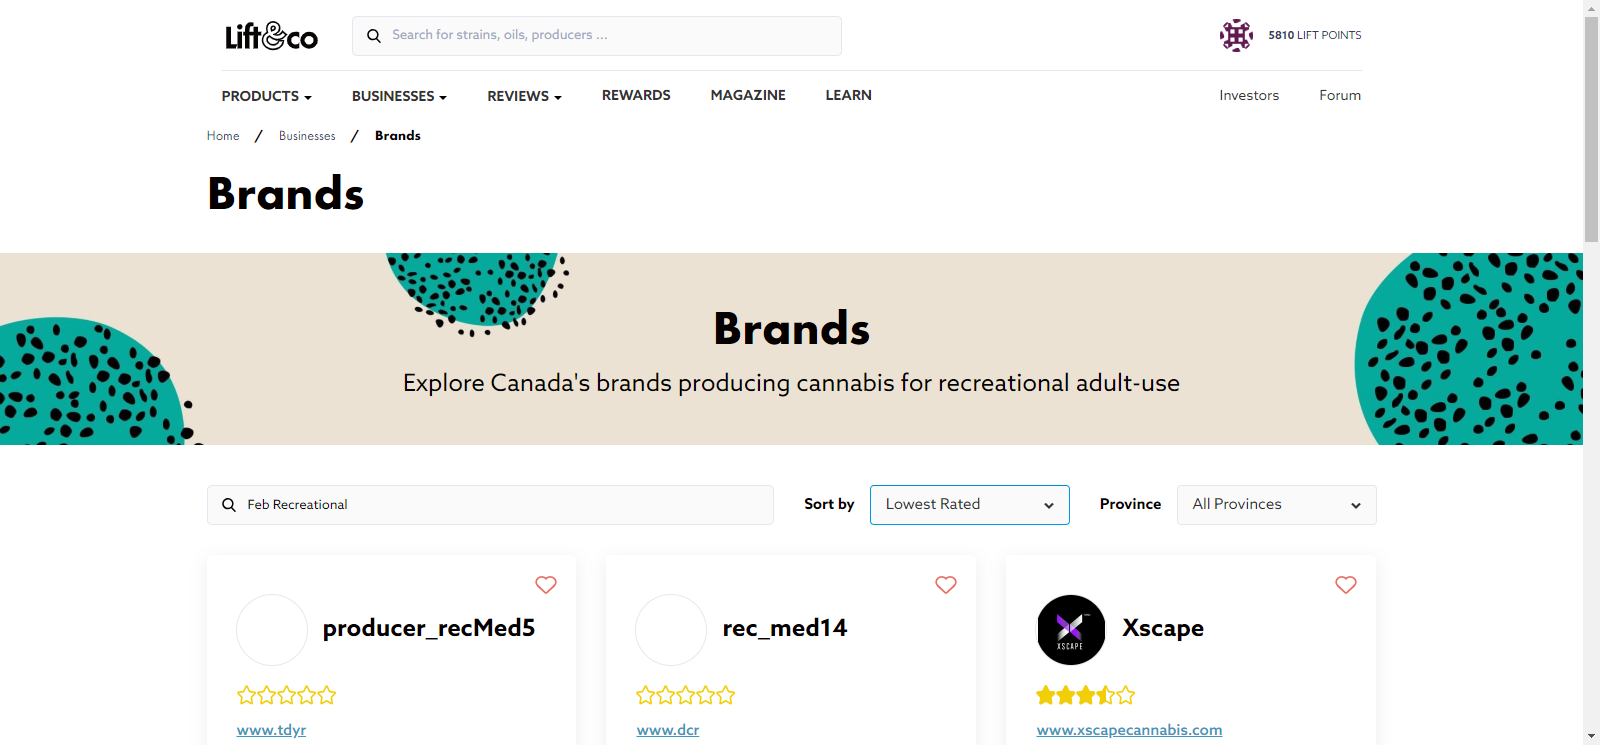 Lift&co
Search for strains, oils, producers ...
5810 LIFT POINTS
PRODUCTS BUSINESSES REVIEWS REWARDS MAGAZINE LEARN Investors Forum
Home / Businesses / Brands
Brands
Brands
Explore Canada's brands producing cannabis for recreational adult-use
Feb Recreational Sort by Lowest Rated Province All Provinces
producer_recMed5 rec_med14 XSCAPE Xscape
www.tdyr www.dcr www.xscapecannabis.com